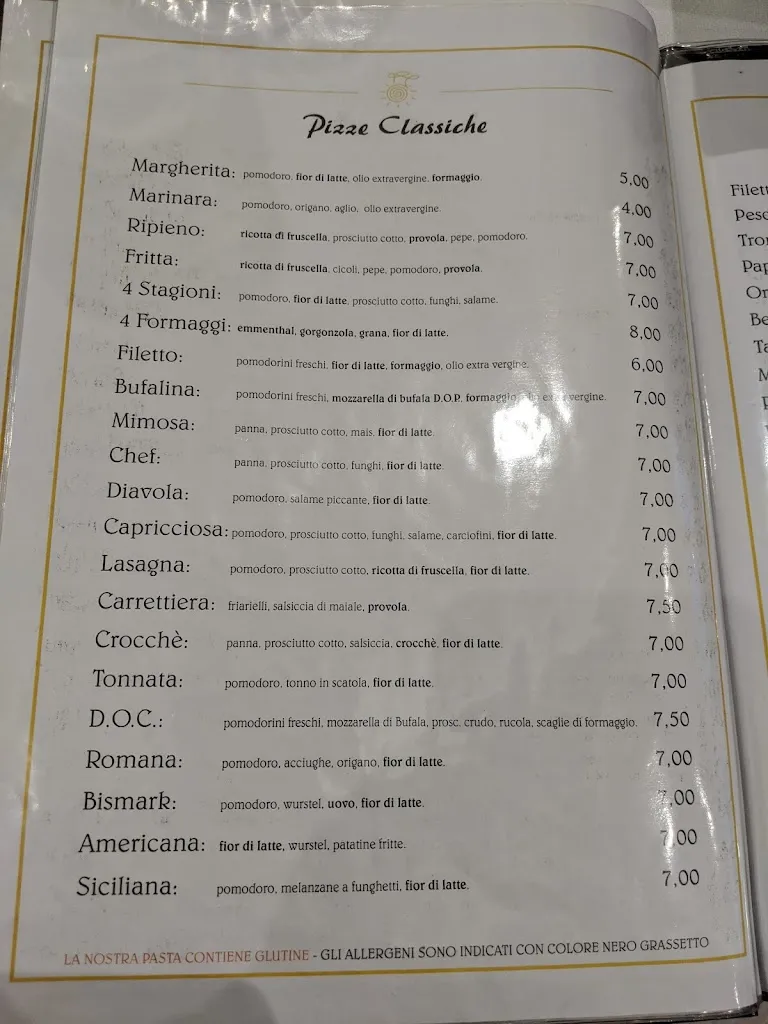 Pizze Classiche
Margherita: pomodoro, fior di latte, olio extravergine, formaggio. 5,00
Marinara: pomodoro, origano, aglio, olio extravergine. 4,00
Ripieno: ricotta di fruscella, prosciutto cotto, provola, pepe, pomodoro. 7,00
Fritta: ricotta di fruscella, cicoli, pepe, pomodoro, provola. 7,00
4 Stagioni: pomodoro, fior di latte, prosciutto cotto, funghi, salame. 7,00
4 Formaggi: emmenthal, gorgonzola, grana, fior di latte. 8,00
Filetto: pomodorini freschi, fior di latte, formaggio, olio extra vergine. 6,00
Bufalina: pomodorini freschi, mozzarella di bufala D.O.P. formaggio, olio extravergine. 7,00
Mimosa: panna, prosciutto cotto, mais, fior di latte. 7,00
Chef: panna, prosciutto cotto, funghi, fior di latte. 7,00
Diavola: pomodoro, salame piccante, fior di latte. 7,00
Capricciosa: pomodoro, prosciutto cotto, funghi, salame, carciofini, fior di latte. 7,00
Lasagna: pomodoro, prosciutto cotto, ricotta di fruscella, fior di latte. 7,00
Carrettiera: friarielli, salsiccia di maiale, provola. 7,50
Crocchè: panna, prosciutto cotto, salsiccia, crocchè, fior di latte. 7,00
Tonnata: pomodoro, tonno in scatola, fior di latte. 7,00
D.O.C.: pomodorini freschi, mozzarella di Bufala, prosc. crudo, rucola, scaglie di formaggio. 7,50
Romana: pomodoro, acciughe, origano, fior di latte. 7,00
Bismark: pomodoro, wurstel, uovo, fior di latte. 7,00
Americana: fior di latte, wurstel, patatine fritte. 7,00
Siciliana: pomodoro, melanzane a funghetti, fior di latte. 7,00
LA NOSTRA PASTA CONTIENE GLUTINE - GLI ALLERGENI SONO INDICATI CON COLORE NERO GRASSETTO